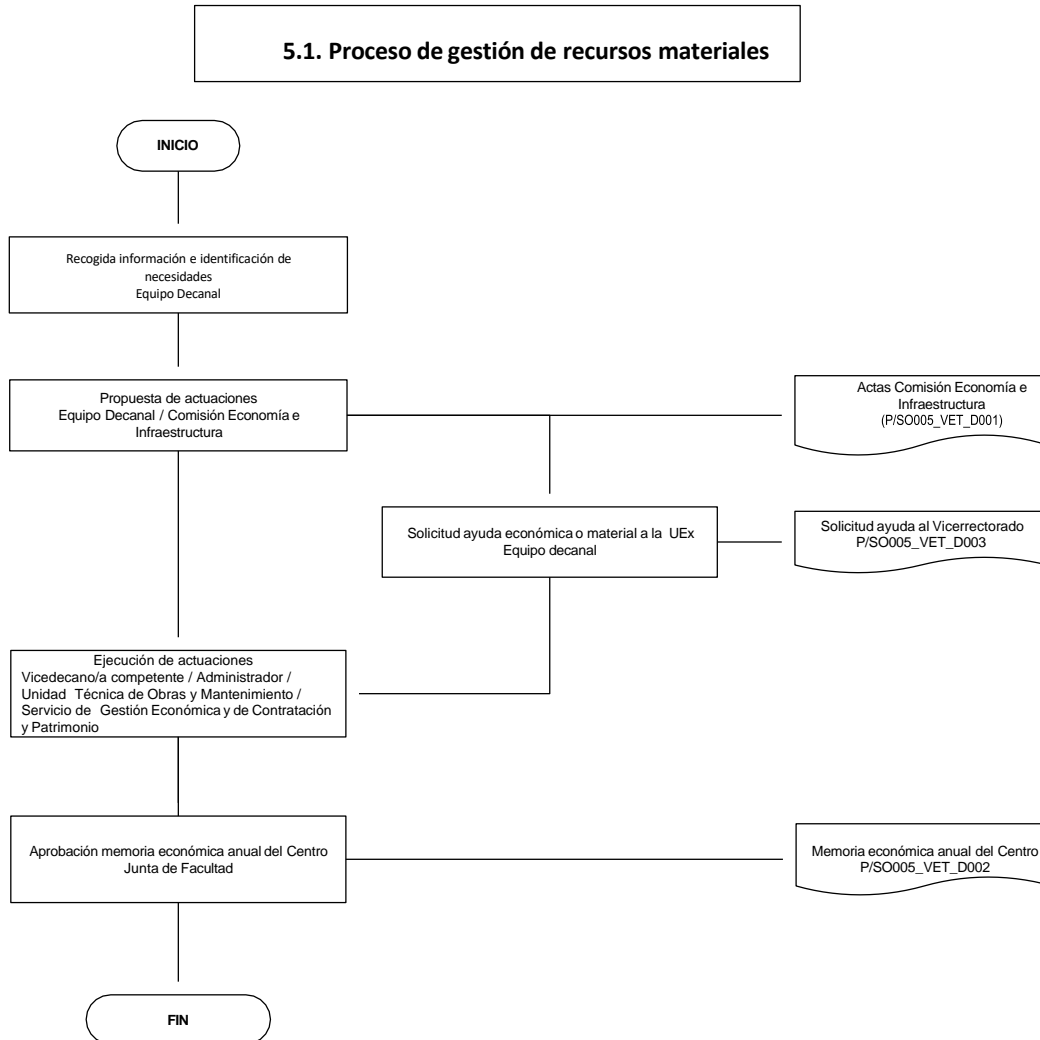 5.1. Proceso de gestión de recursos materiales
INICIO
Recogida información e identificación de
necesidades
Equipo Decanal
Propuesta de actuaciones
Equipo Decanal / Comisión Economía e
Infraestructura
Actas Comisión Economía e
Infraestructura
(P/SO005_VET_D001)
Solicitud ayuda económica o material a la UEx
Equipo decanal
Solicitud ayuda al Vicerrectorado
P/SO005_VET_D003
Ejecución de actuaciones
Vicedecano/a competente / Administrador /
Unidad Técnica de Obras y Mantenimiento /
Servicio de Gestión Económica y de Contratación
y Patrimonio
Aprobación memoria económica anual del Centro
Junta de Facultad
Memoria económica anual del Centro
P/SO005_VET_D002
FIN